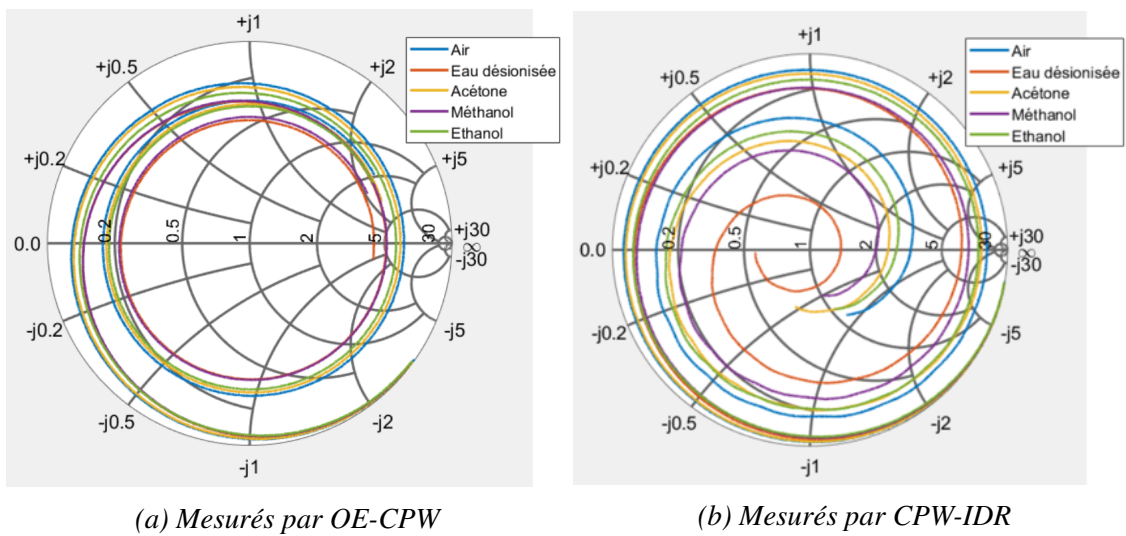 +j1
+j0.5
+j2
Air
Eau désionisée
Acétone
Méthanol
Ethanol
+j0.2
+j5
0.0
0.2
0.5
1
2
5
30
+j30
∞
-j30
-j0.2
-j5
-j0.5
-j2
-j1
(a) Mesurés par OE-CPW
+j1
+j0.5
+j2
Air
Eau désionisée
Acétone
Méthanol
Ethanol
+j0.2
+j5
0.0
0.2
0.5
1
2
5
30
+j30
∞
-j30
-j0.2
-j5
-j0.5
-j2
-j1
(b) Mesurés par CPW-IDR